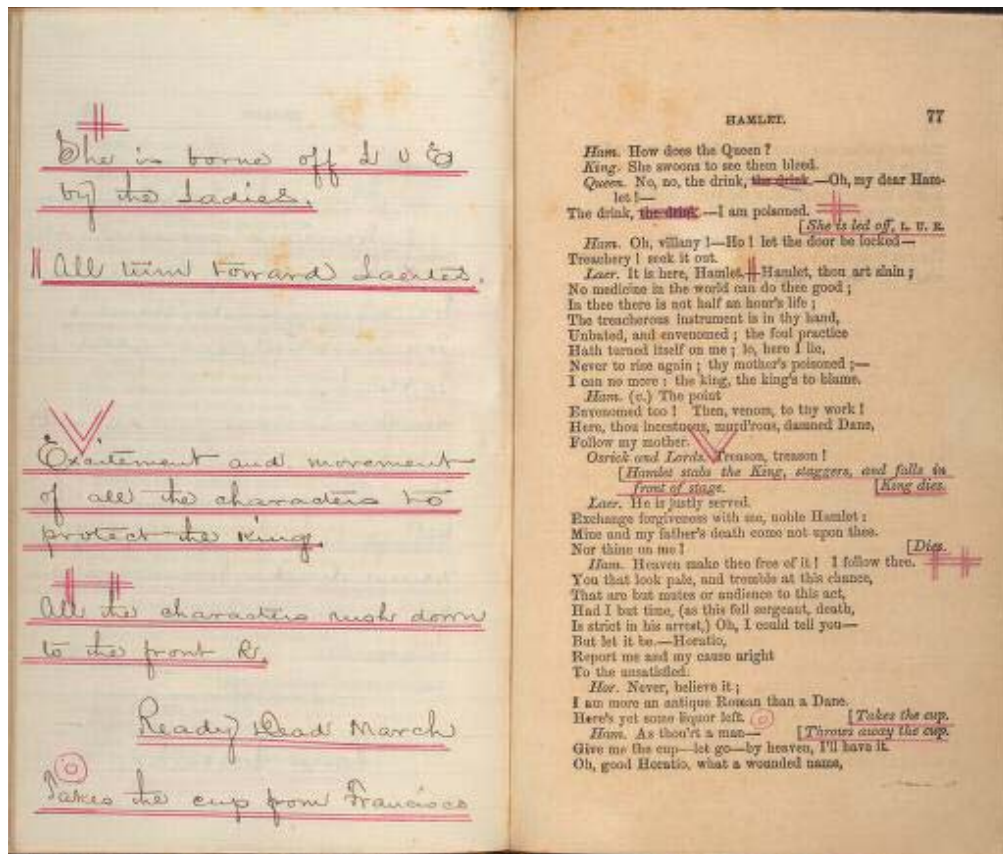 She is borne off L U E
by the Ladies.
All turn toward Laertes.
Excitement and movement
of all the characters to
protect the King.
All the characters rush down
to the front R.
Ready Dead March
Takes the cup from Francisco
HAMLET. 77
Ham. How does the Queen?
King. She swoons to see them bleed.
Queen. No, no, the drink, the drink.—Oh, my dear Ham-
let!—
The drink, the drink.—I am poisoned.
[She is led off, L. U. E.
Ham. Oh, villany!—Ho! let the door be locked—
Treachery! seek it out.
Laer. It is here, Hamlet.—Hamlet, thou art slain;
No medicine in the world can do thee good;
In thee there is not half an hour's life;
The treacherous instrument is in thy hand,
Unbated, and envenomed; the foul practice
Hath turned itself on me; lo, here I lie,
Never to rise again; thy mother's poisoned;—
I can no more: the king, the king's to blame.
Ham. (C.) The point
Envenomed too! Then, venom, to thy work!
Here, thou incestuous, murd'rous, damned Dane,
Follow my mother.
Osrick and Lords. Treason, treason!
[Hamlet stabs the King, staggers, and falls in
front of stage. [King dies.
Laer. He is justly served.
Exchange forgiveness with me, noble Hamlet:
Mine and my father's death come not upon thee.
Nor thine on me! [Dies.
Ham. Heaven make thee free of it! I follow thee.
You that look pale, and tremble at this chance,
That are but mutes or audience to this act,
Had I but time, (as this fell sergeant, death,
Is strict in his arrest,) Oh, I could tell you—
But let it be.—Horatio,
Report me and my cause aright
To the unsatisfied.
Hor. Never, believe it;
I am more an antique Roman than a Dane.
Here's yet some liquor left. [Takes the cup.
Ham. As thou'rt a man— [Throws away the cup.
Give me the cup—let go—by heaven, I'll have it.
Oh, good Horatio, what a wounded name,